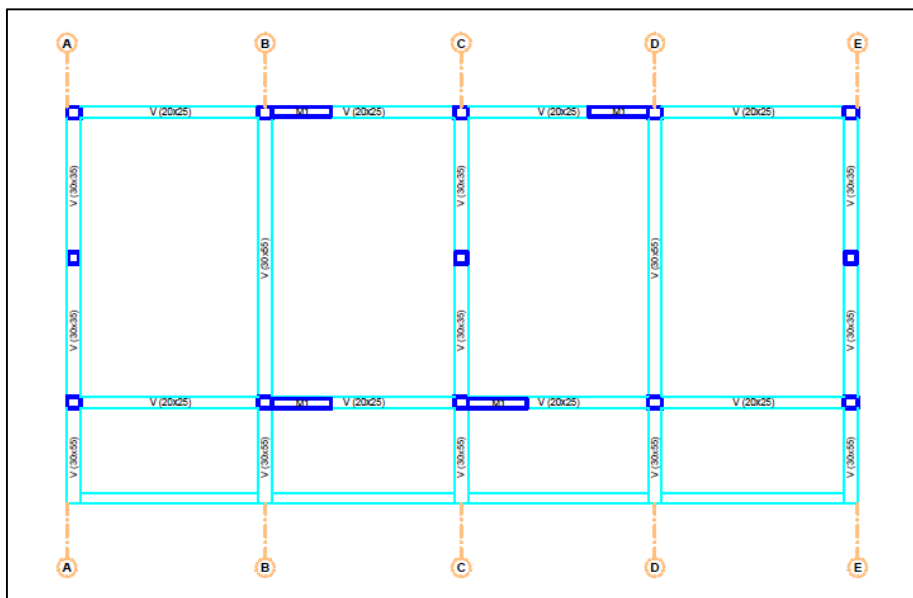 A B C D E
V (20x25) M1 V (20x25) V (20x25) M1 V (20x25)
V (30x35) V (30x35) V (30x35)
V (30x55) V (30x55)
V (30x35) V (30x35) V (30x35)
V (20x25) M1 V (20x25) M1 V (20x25) V (20x25)
V (30x55) V (30x55) V (30x55) V (30x55) V (30x55)
A B C D E